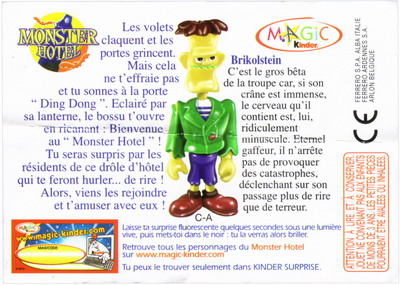 MONSTER
HOTEL
Les volets
claquent et les
portes grincent.
Mais cela
ne t'effraie pas
et tu sonnes à la porte
“ Ding Dong ”. Eclairé par
sa lanterne, le bossu t'ouvre
en ricanant : Bienvenue
au “ Monster Hotel ” !
Tu seras surpris par les
résidents de ce drôle d'hôtel
qui te feront hurler... de rire !
Alors, viens les rejoindre
et t'amuser avec eux !
C-A
MAGIC
Kinder
Brikolstein
C'est le gros bêta
de la troupe car, si son
crâne est immense,
le cerveau qu'il
contient est, lui,
ridiculement
minuscule. Eternel
gaffeur, il n'arrête
pas de provoquer
des catastrophes,
déclenchant sur son
passage plus de rire
que de terreur.
FERRERO S.P.A. ALBA ITALIE
FERRERO ARDENNES S.A.
ARLON BELGIQUE
CE
ATTENTION A LIRE ET A CONSERVER
JOUET NE CONVENANT PAS AUX ENFANTS
DE MOINS DE 3 ANS. LES PETITES PIECES
POURRAIENT ETRE AVALEES OU INHALEES.
MAGIC
Kinder
www.magic-kinder.com
MAGICODE
Laisse ta surprise fluorescente quelques secondes sous une lumière
vive, puis mets-toi dans le noir : tu la verras alors briller.
Retrouve tous les personnages du Monster Hotel
sur www.magic-kinder.com
Tu peux le trouver seulement dans KINDER SURPRISE.